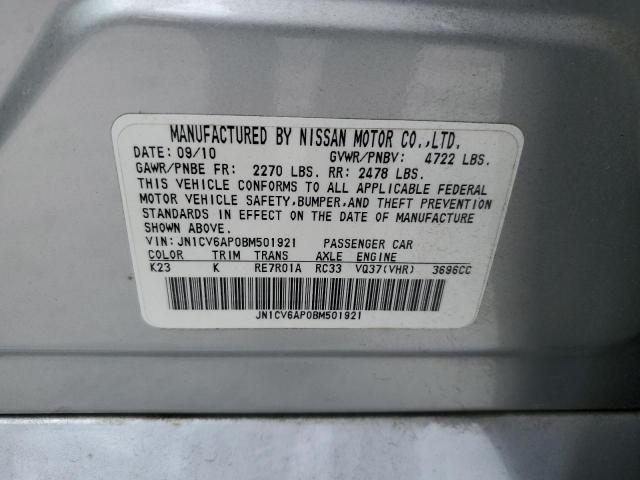 MANUFACTURED BY NISSAN MOTOR CO.,LTD.
DATE: 09/10 GVWR/PNBV: 4722 LBS.
GAWR/PNBE FR: 2270 LBS. RR: 2478 LBS.
THIS VEHICLE CONFORMS TO ALL APPLICABLE FEDERAL
MOTOR VEHICLE SAFETY,BUMPER,AND THEFT PREVENTION
STANDARDS IN EFFECT ON THE DATE OF MANUFACTURE
SHOWN ABOVE.
VIN:JN1CV6AP0BM501921 PASSENGER CAR
COLOR TRIM TRANS AXLE ENGINE
K23 K RE7R01A RC33 VQ37(VHR) 3696CC
JN1CV6AP0BM501921